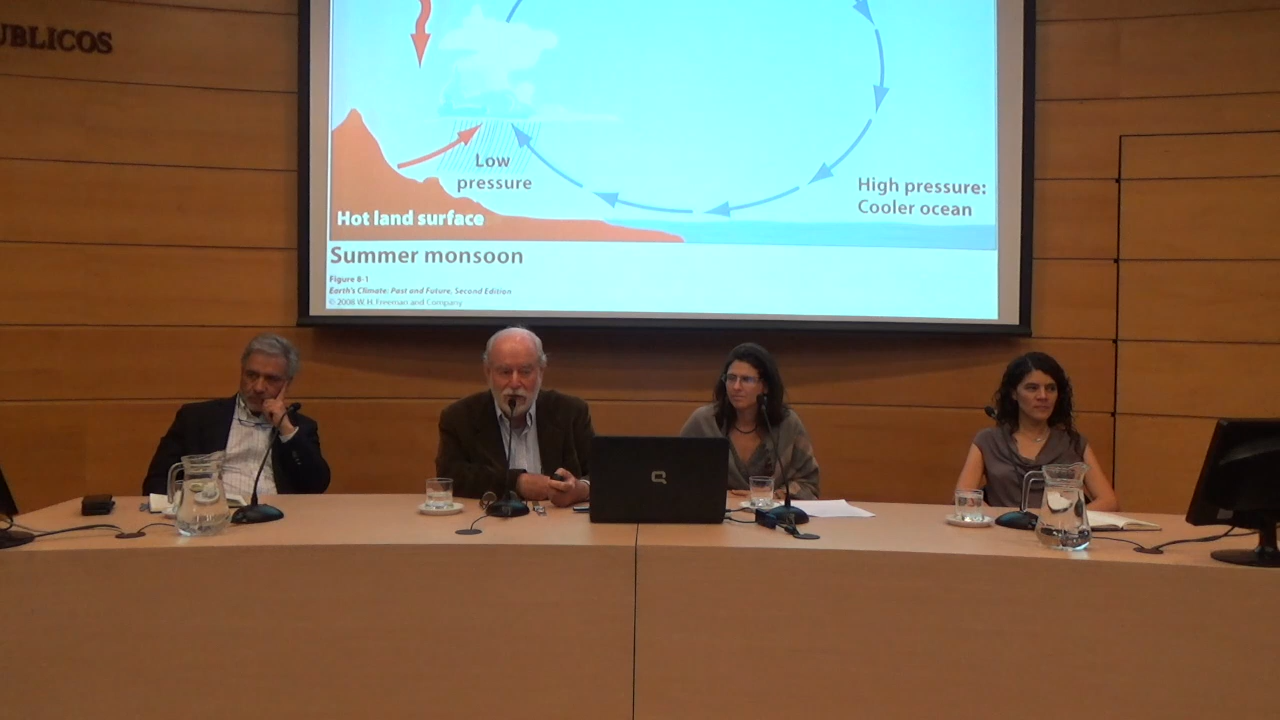 UBLICOS
Low
pressure
High pressure:
Cooler ocean
Hot land surface
Summer monsoon
Figure 8-1
Earth's Climate: Past and Future, Second Edition
© 2008 W. H. Freeman and Company